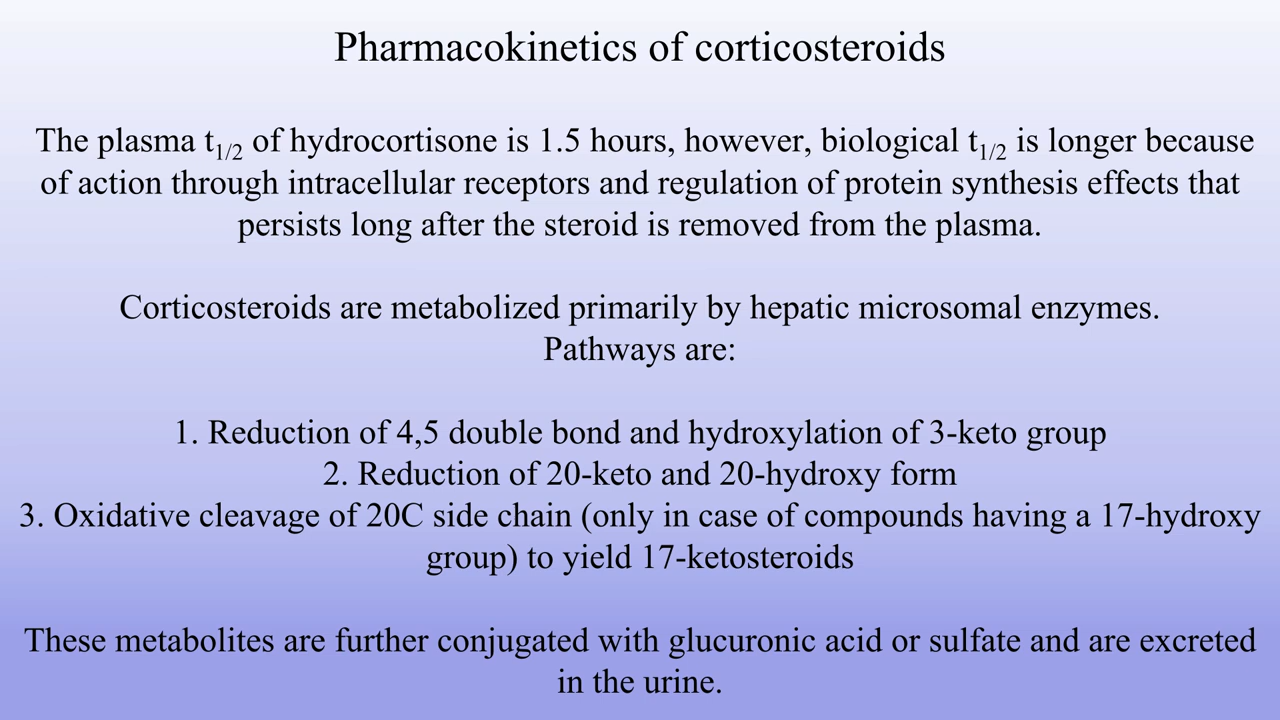 Pharmacokinetics of corticosteroids
The plasma t1/2 of hydrocortisone is 1.5 hours, however, biological t1/2 is longer because
of action through intracellular receptors and regulation of protein synthesis effects that
persists long after the steroid is removed from the plasma.
Corticosteroids are metabolized primarily by hepatic microsomal enzymes.
Pathways are:
1. Reduction of 4,5 double bond and hydroxylation of 3-keto group
2. Reduction of 20-keto and 20-hydroxy form
3. Oxidative cleavage of 20C side chain (only in case of compounds having a 17-hydroxy
group) to yield 17-ketosteroids
These metabolites are further conjugated with glucuronic acid or sulfate and are excreted
in the urine.